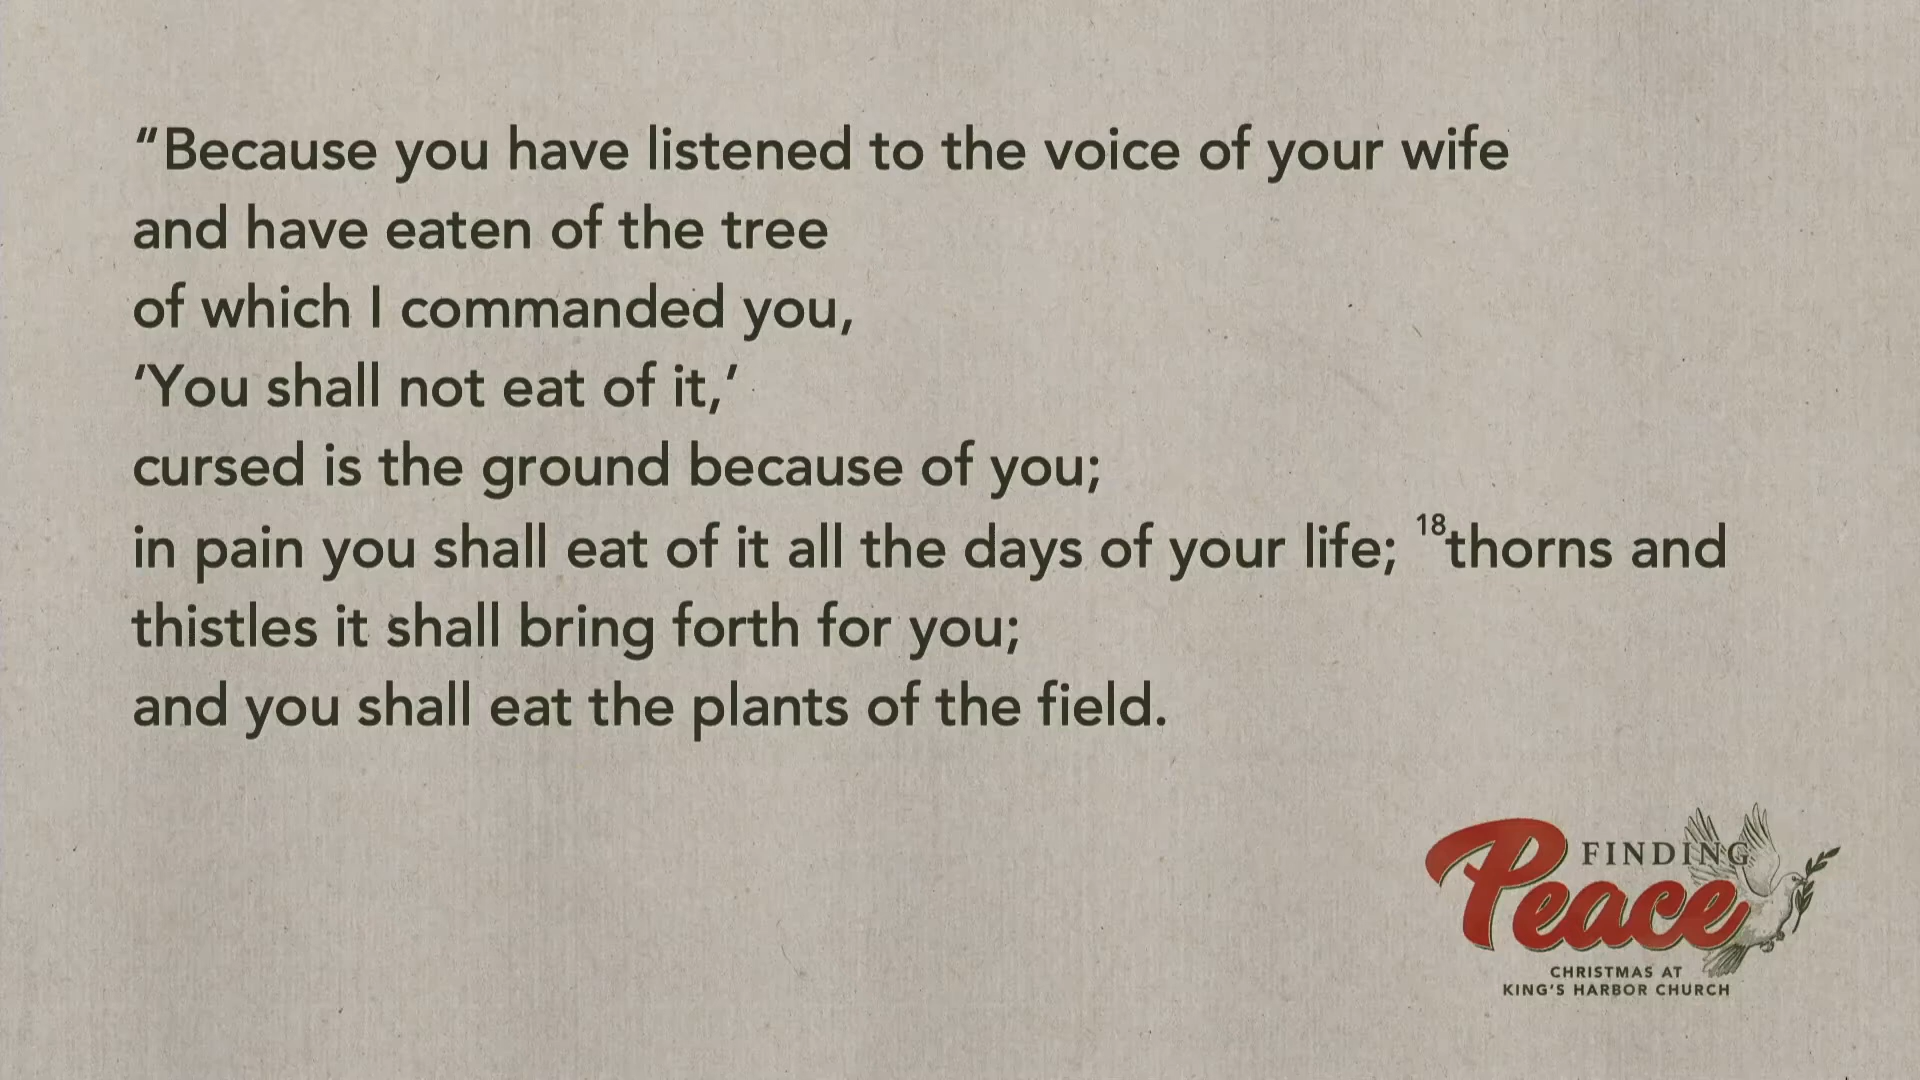 “Because you have listened to the voice of your wife
and have eaten of the tree
of which I commanded you,
‘You shall not eat of it,’
cursed is the ground because of you;
in pain you shall eat of it all the days of your life; 18thorns and
thistles it shall bring forth for you;
and you shall eat the plants of the field.
FINDING
Peace
CHRISTMAS AT
KING’S HARBOR CHURCH